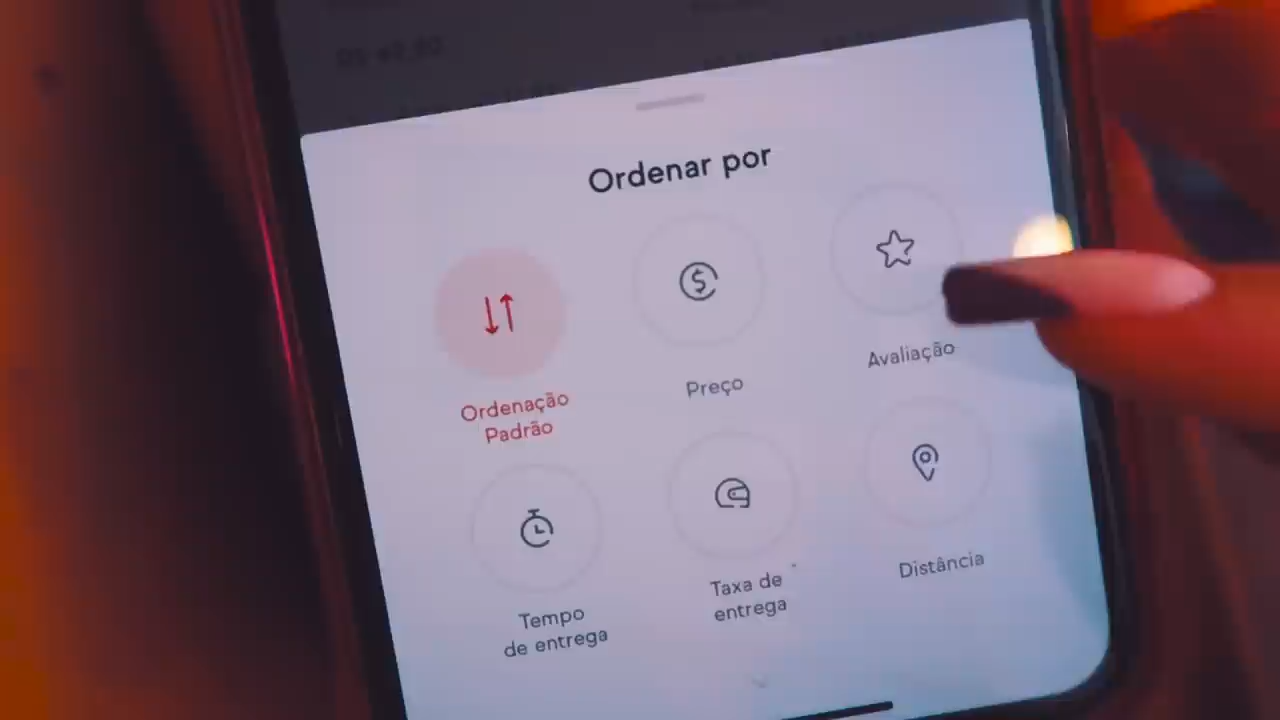 Ordenar por
Ordenação
Padrão
Preço
Avaliação
Tempo
de entrega
Taxa de
entrega
Distância